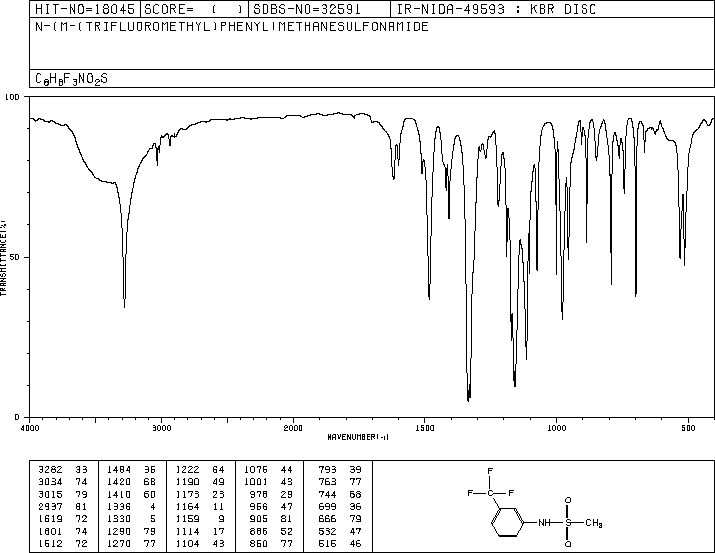 HIT-NO=18045 SCORE= ( ) SDBS-NO=32591 IR-NIDA-49593 : KBR DISC
N-(M-(TRIFLUOROMETHYL)PHENYL)METHANESULFONAMIDE
C8H8F3NO2S
100
50
0
TRANSMITTANCE(%)
4000 3000 2000 1500 1000 500
WAVENUMBER(-1)
3282 33 1484 36 1222 64 1076 44 793 39
3034 74 1420 68 1190 49 1001 43 763 77
3015 79 1410 60 1173 23 978 29 744 68
2937 81 1336 4 1164 11 956 47 699 36
1619 72 1330 5 1159 9 905 81 666 79
1601 74 1290 79 1114 17 886 52 532 47
1512 72 1270 77 1104 43 850 77 516 46
F
F C F
O
NH S CH3
O